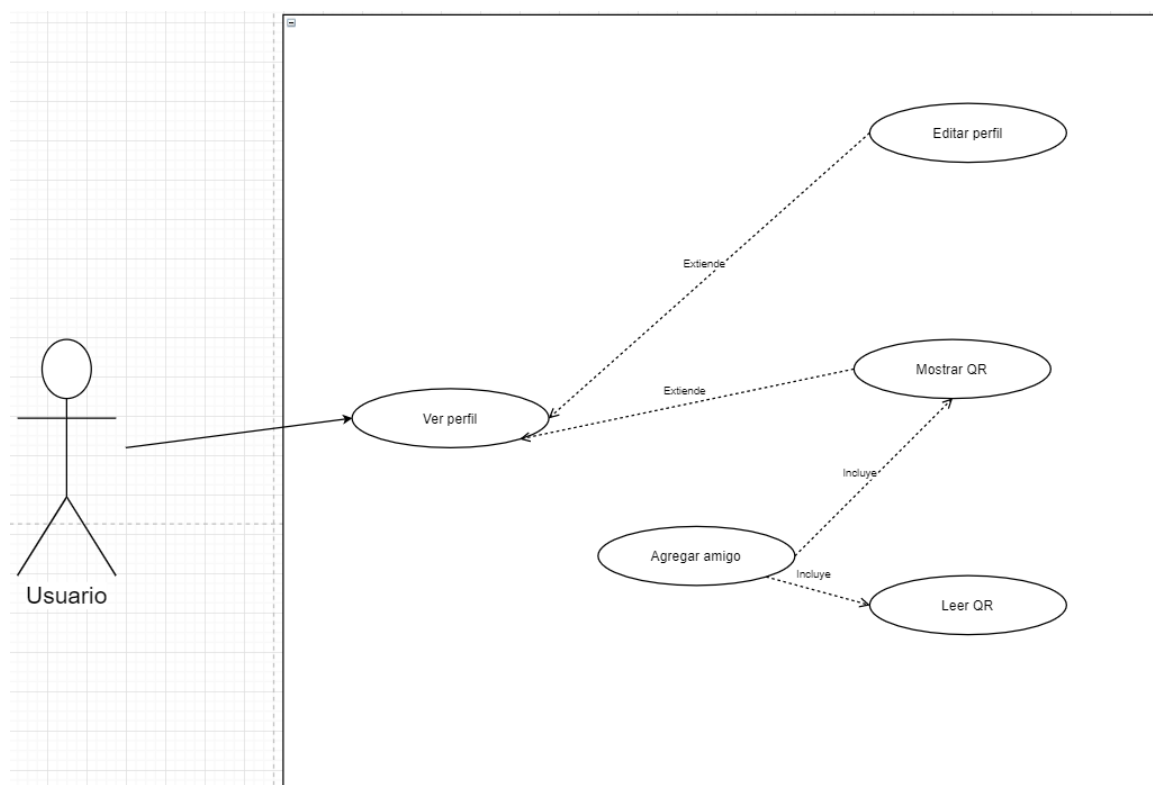 Editar perfil
Extiende
Mostrar QR
Extiende
Ver perfil
Incluye
Agregar amigo
Incluye
Usuario
Leer QR